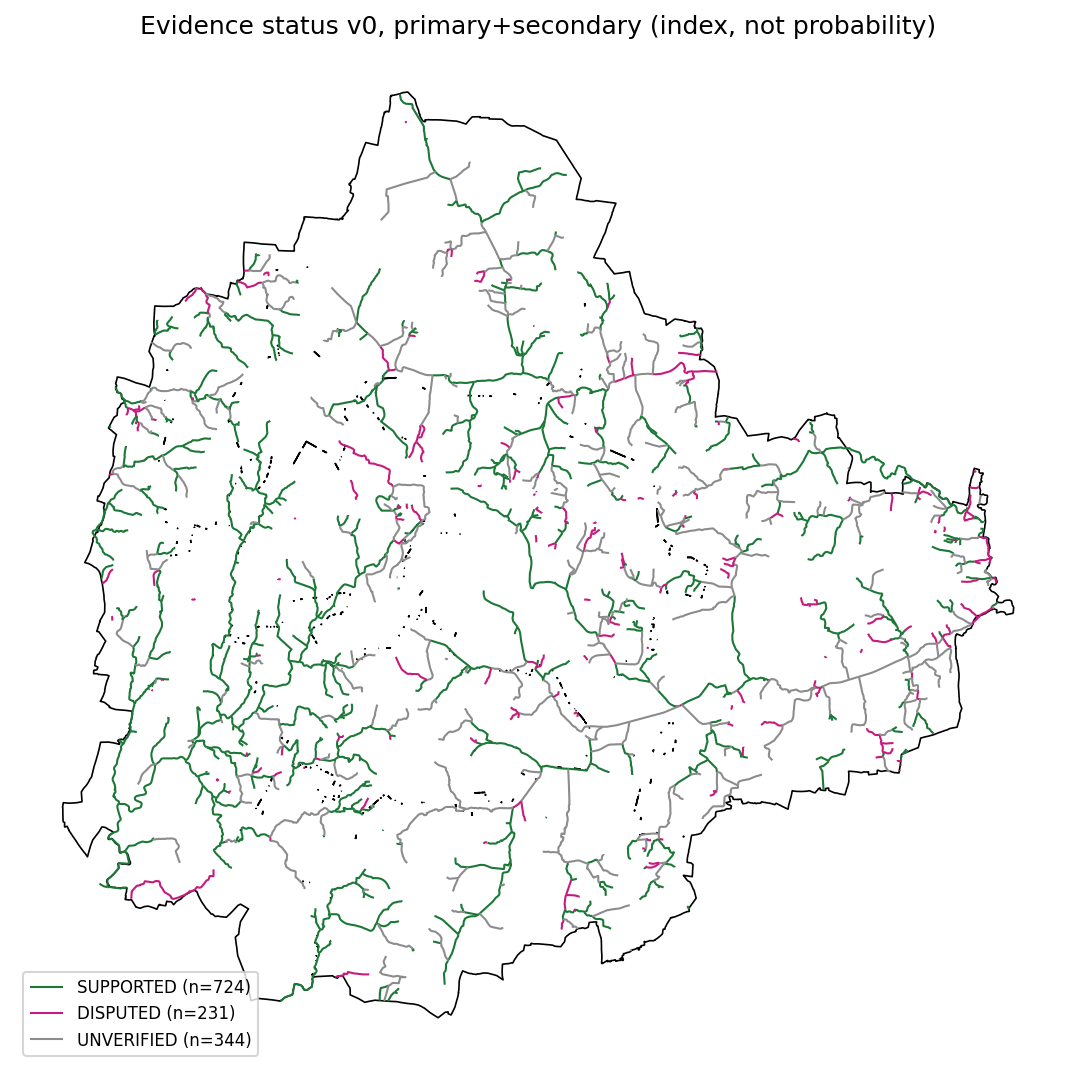 Evidence status v0, primary+secondary (index, not probability)
SUPPORTED (n=724)
DISPUTED (n=231)
UNVERIFIED (n=344)